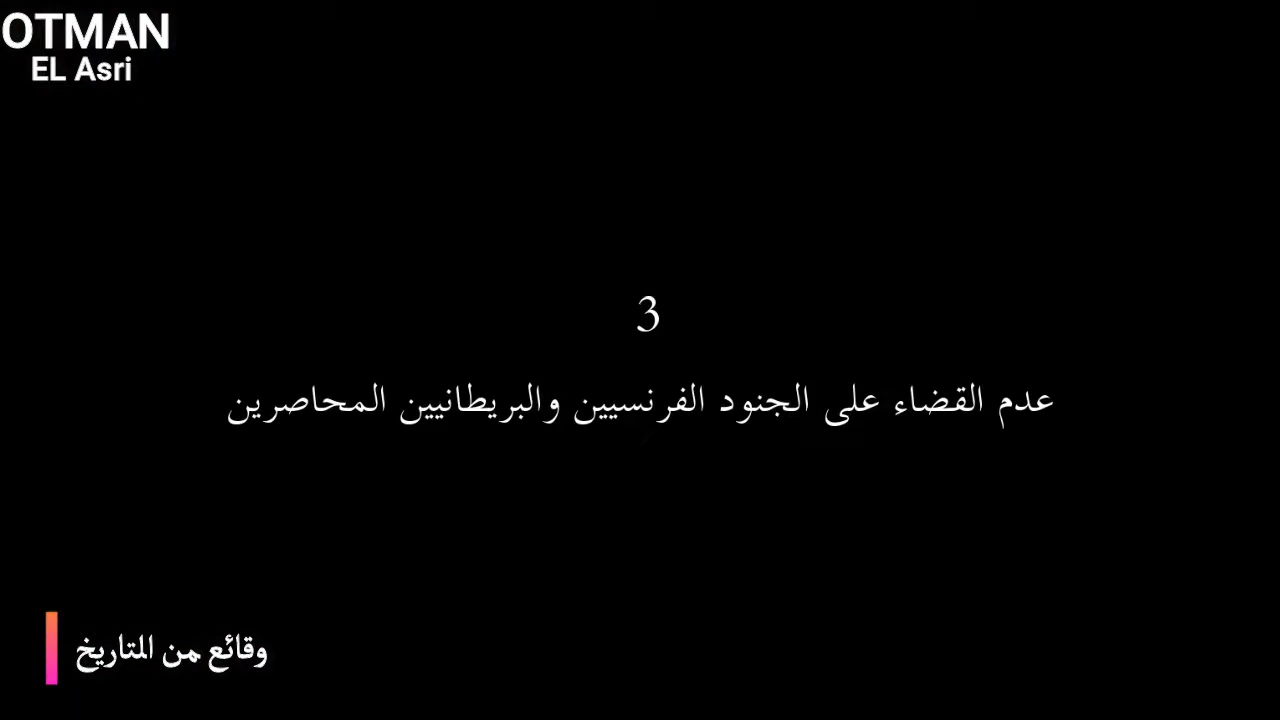 OTMAN
EL Asri
3
عدم القضاء على الجنود الفرنسيين والبريطانيين المحاصرين
وقائع من التاريخ